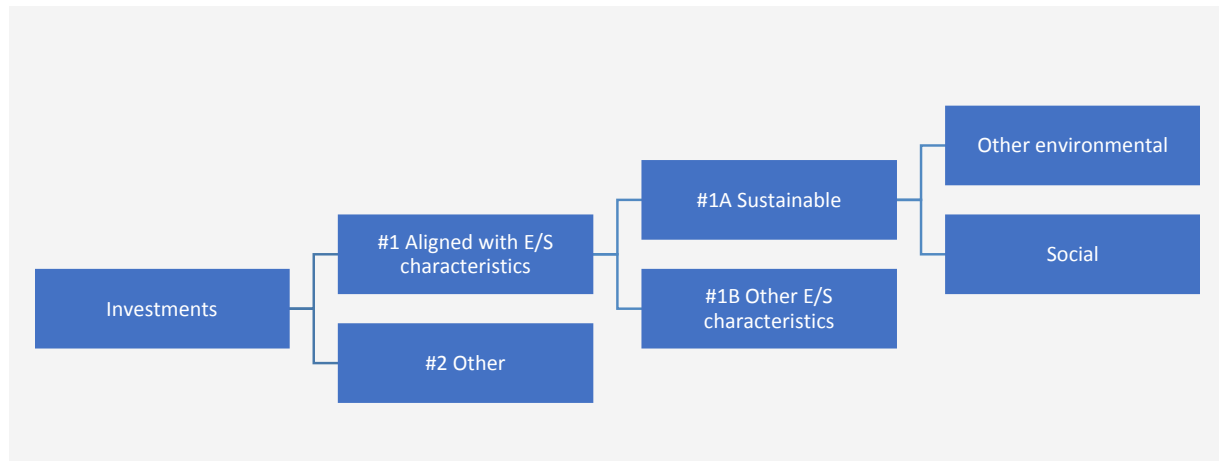 Investments
#1 Aligned with E/S
characteristics
#2 Other
#1A Sustainable
#1B Other E/S
characteristics
Other environmental
Social